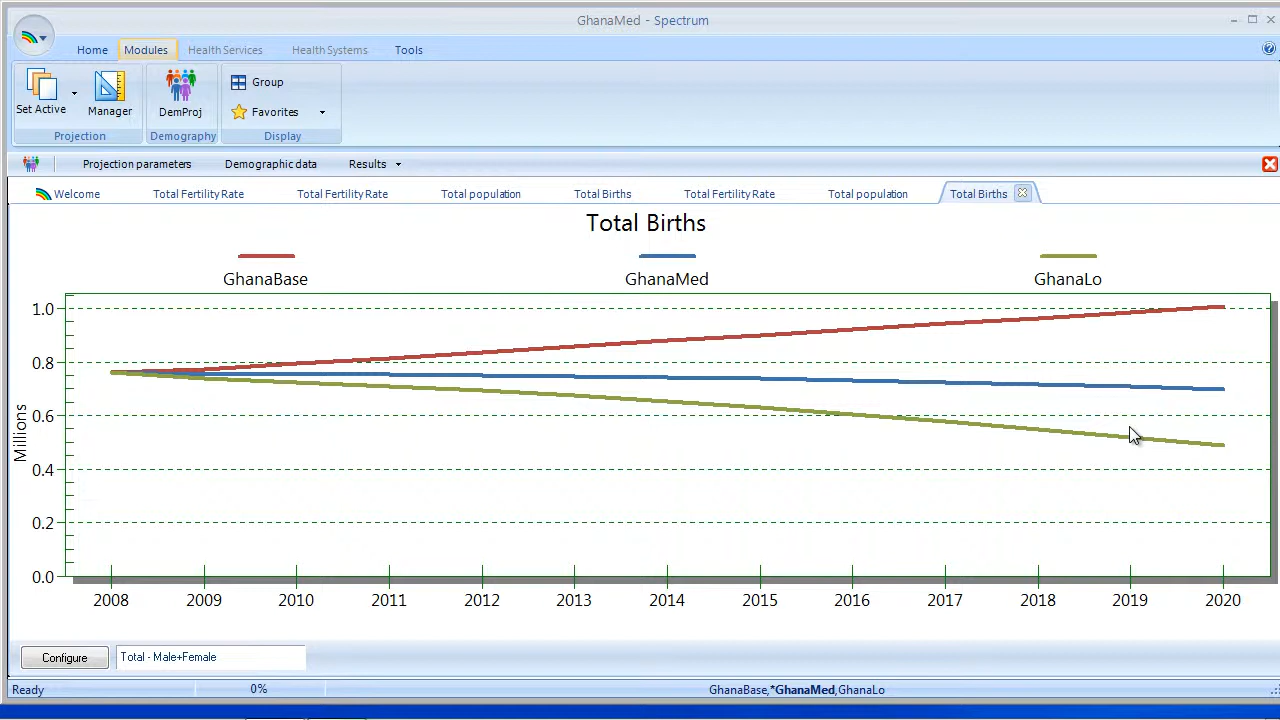 GhanaMed - Spectrum
Home Modules Health Services Health Systems Tools
Set Active Manager DemProj Group
Favorites
Projection Demography Display
Projection parameters Demographic data Results
Welcome Total Fertility Rate Total Fertility Rate Total population Total Births Total Fertility Rate Total population Total Births
Total Births
GhanaBase GhanaMed GhanaLo
Millions
1.0
0.8
0.6
0.4
0.2
0.0
2008 2009 2010 2011 2012 2013 2014 2015 2016 2017 2018 2019 2020
Configure Total - Male+Female
Ready 0% GhanaBase,*GhanaMed,GhanaLo